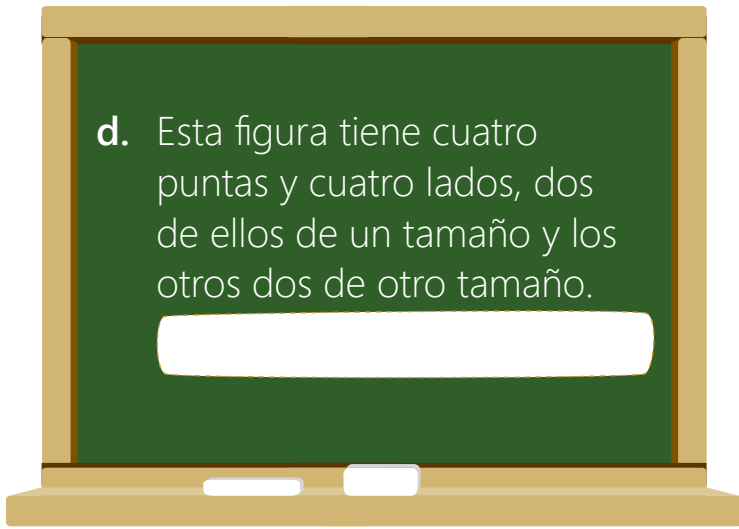 d. Esta figura tiene cuatro
puntas y cuatro lados, dos
de ellos de un tamaño y los
otros dos de otro tamaño.